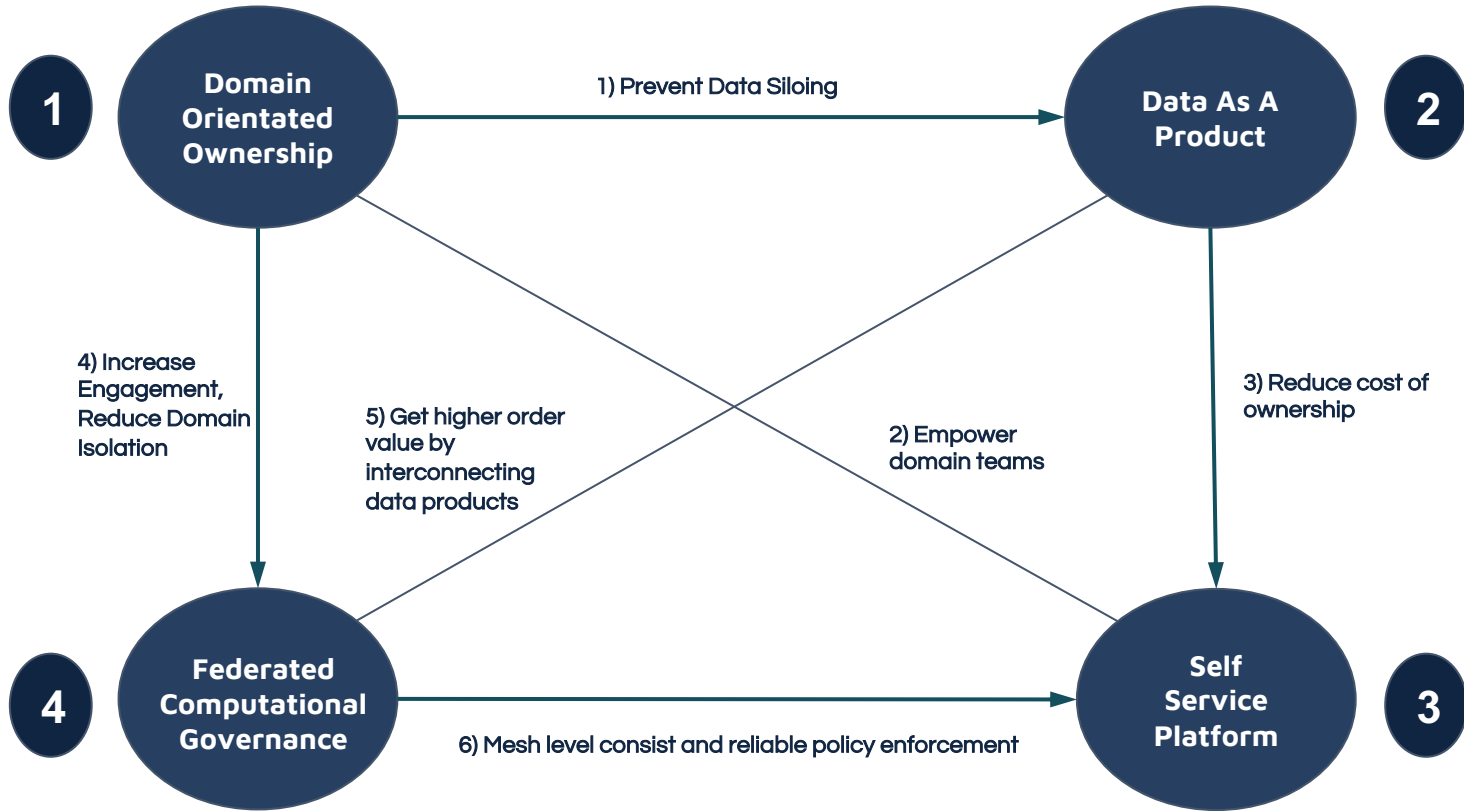 1
Domain
Orientated
Ownership
1) Prevent Data Siloing
Data As A
Product
2
4) Increase
Engagement,
Reduce Domain
Isolation
5) Get higher order
value by
interconnecting
data products
2) Empower
domain teams
3) Reduce cost of
ownership
4
Federated
Computational
Governance
6) Mesh level consist and reliable policy enforcement
Self
Service
Platform
3